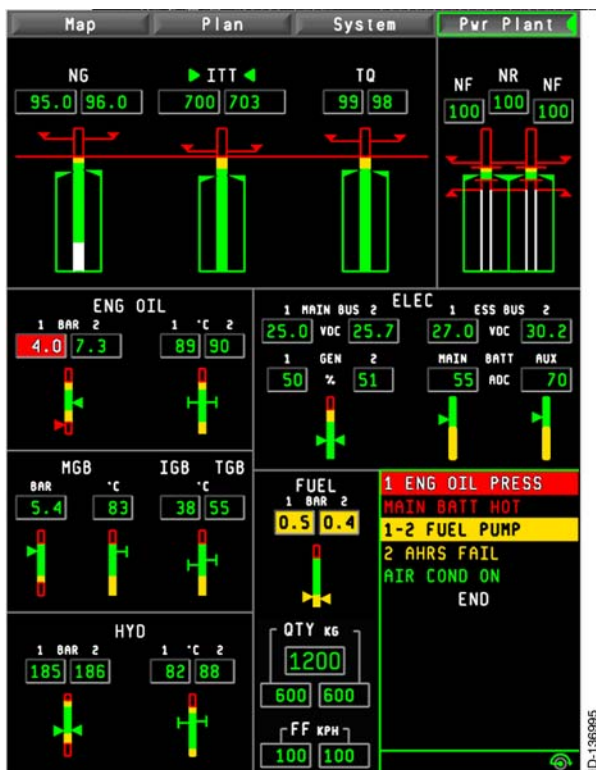 Map Plan System Pwr Plant
NG ITT TQ
95.0 96.0 700 703 99 98
NF NR NF
100 100 100
ENG OIL
1 BAR 2 1 °C 2
4.0 7.3 89 90
ELEC
1 MAIN BUS 2 1 ESS BUS 2
25.0 VDC 25.7 27.0 VDC 30.2
1 GEN 2 MAIN BATT AUX
50 % 51 55 ADC 70
MGB IGB TGB
BAR °C °C
5.4 83 38 55
FUEL
1 BAR 2
0.5 0.4
1 ENG OIL PRESS
MAIN BATT HOT
1-2 FUEL PUMP
2 AHRS FAIL
AIR COND ON
END
HYD
1 BAR 2 1 °C 2
185 186 82 88
QTY KG
1200
600 600
FF KPH
100 100
D-136995